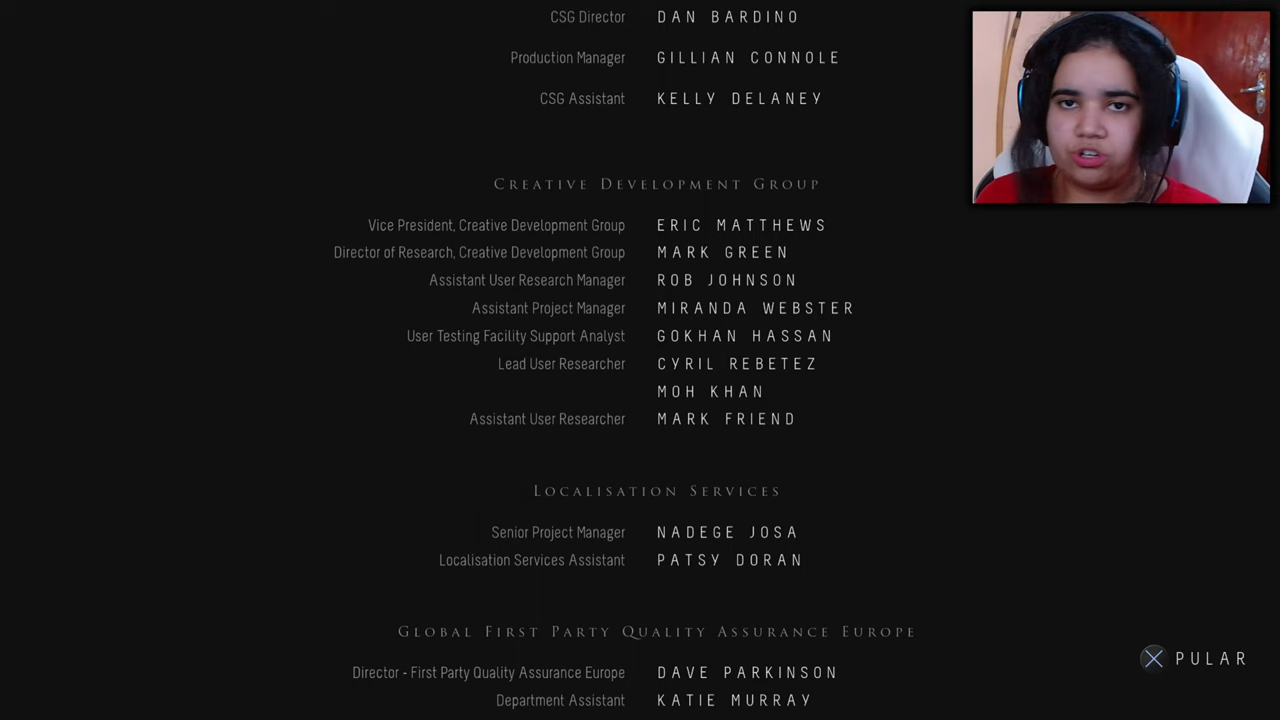 CSG Director DAN BARDINO
Production Manager GILLIAN CONNOLE
CSG Assistant KELLY DELANEY
CREATIVE DEVELOPMENT GROUP
Vice President, Creative Development Group ERIC MATTHEWS
Director of Research, Creative Development Group MARK GREEN
Assistant User Research Manager ROB JOHNSON
Assistant Project Manager MIRANDA WEBSTER
User Testing Facility Support Analyst GOKHAN HASSAN
Lead User Researcher CYRIL REBETEZ
MOH KHAN
Assistant User Researcher MARK FRIEND
LOCALISATION SERVICES
Senior Project Manager NADEGE JOSA
Localisation Services Assistant PATSY DORAN
GLOBAL FIRST PARTY QUALITY ASSURANCE EUROPE
PULAR
Director - First Party Quality Assurance Europe DAVE PARKINSON
Department Assistant KATIE MURRAY